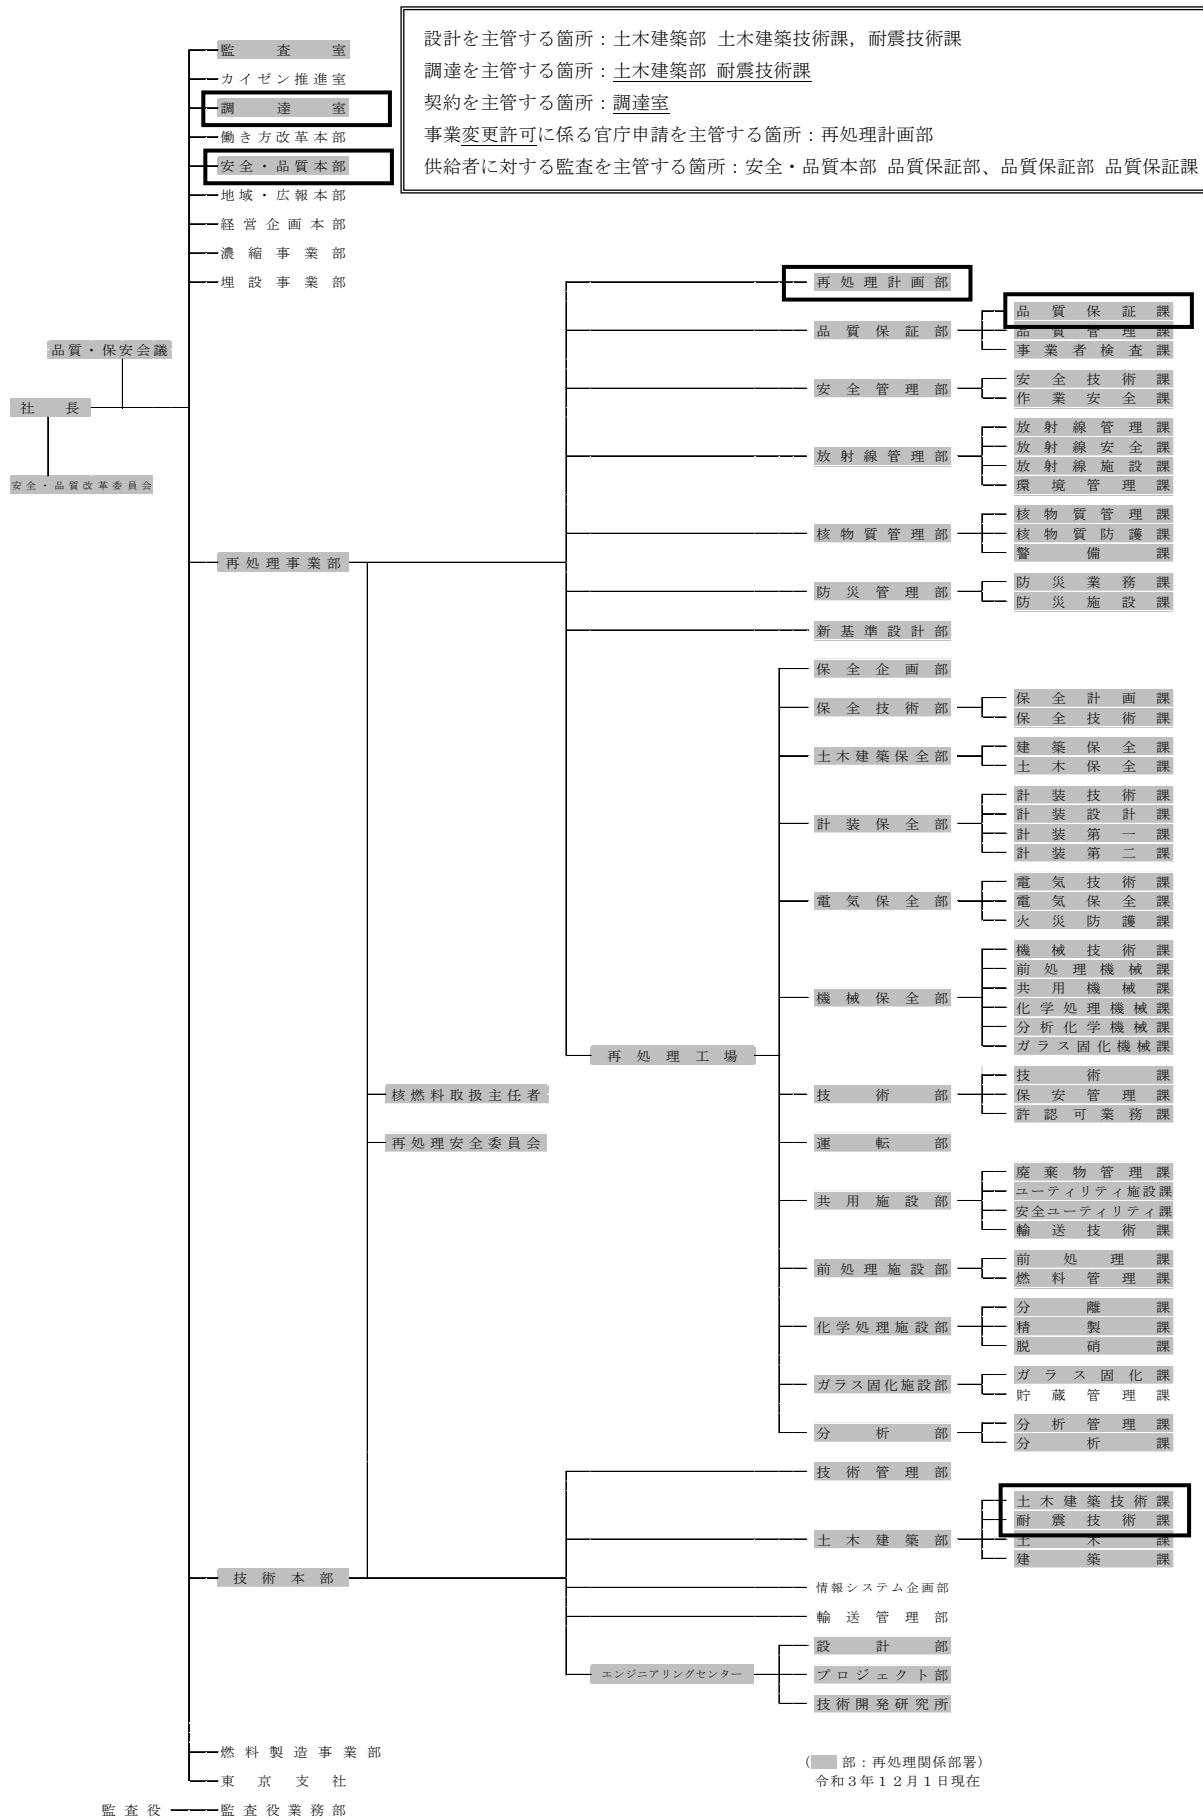 設計を主管する箇所：土木建築部 土木建築技術課，耐震技術課
調達を主管する箇所：土木建築部 耐震技術課
契約を主管する箇所：調達室
事業変更許可に係る官庁申請を主管する箇所：再処理計画部
供給者に対する監査を主管する箇所：安全・品質本部 品質保証部、品質保証部 品質保証課
監査室
カイゼン推進室
調達室
働き方改革本部
安全・品質本部
地域・広報本部
経営企画本部
濃縮事業部
埋設事業部
品質・保安会議
社長
安全・品質改革委員会
再処理事業部
再処理計画部
品質保証部
品質保証課
品質管理課
事業者検査課
安全管理部
安全技術課
作業安全課
放射線管理部
放射線管理課
放射線安全課
放射線施設課
環境管理課
核物質管理部
核物質管理課
核物質防護課
警備課
防災管理部
防災業務課
防災施設課
新基準設計部
再処理工場
保全企画部
保全技術部
保全計画課
保全技術課
土木建築保全部
建築保全課
土木保全課
計装保全部
計装技術課
計装設計課
計装第一課
計装第二課
電気保全部
電気技術課
電気保全課
火災防護課
機械保全部
機械技術課
前処理機械課
共用機械課
化学処理機械課
分析化学機械課
ガラス固化機械課
技術部
技術課
保安管理課
許認可業務課
運転部
共用施設部
廃棄物管理課
ユーティリティ施設課
安全ユーティリティ課
輸送技術課
前処理施設部
前処理課
燃料管理課
化学処理施設部
分離課
精製課
脱硝課
ガラス固化施設部
ガラス固化課
貯蔵管理課
分析部
分析管理課
分析課
核燃料取扱主任者
再処理安全委員会
技術本部
技術管理部
土木建築部
土木建築技術課
耐震技術課
土木課
建築課
情報システム企画部
輸送管理部
エンジニアリングセンター
設計部
プロジェクト部
技術開発研究所
燃料製造事業部
東京支社
監査役
監査役業務部
(　部：再処理関係部署)
令和３年１２月１日現在